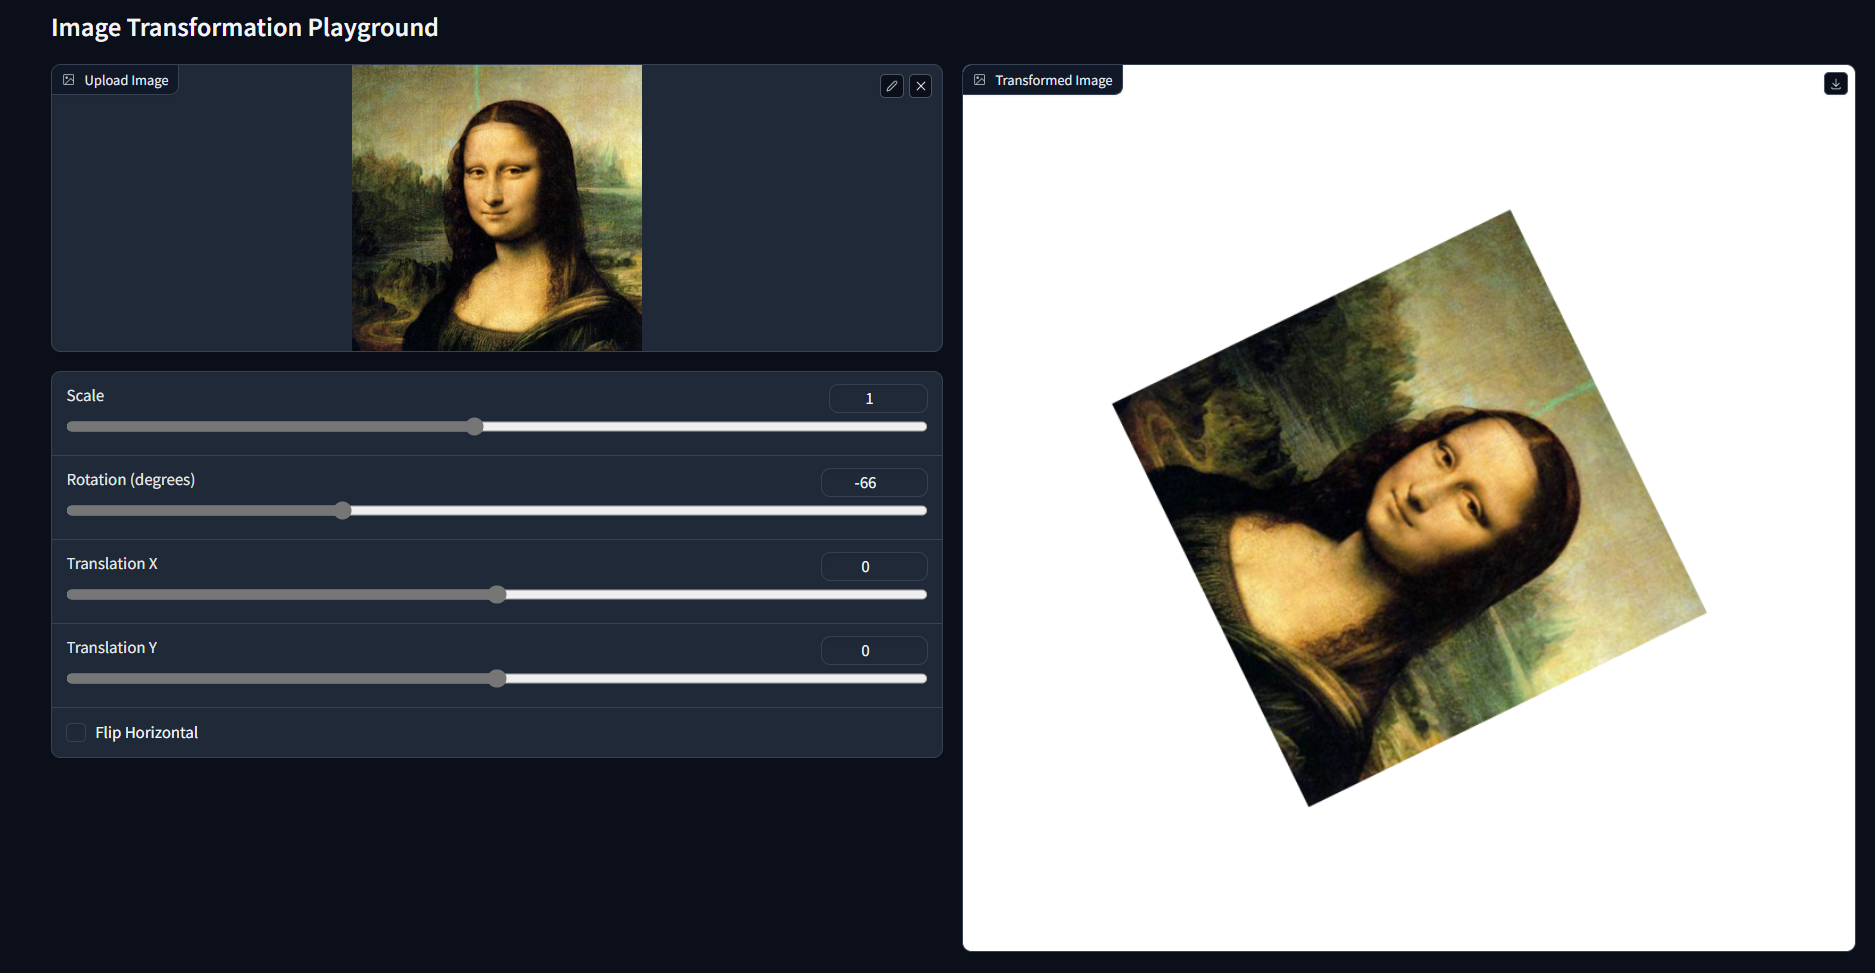 Image Transformation Playground
Upload Image
Transformed Image
Scale
1
Rotation (degrees)
-66
Translation X
0
Translation Y
0
Flip Horizontal